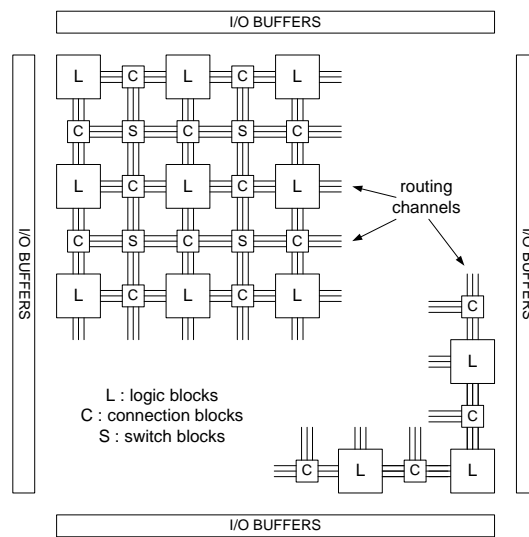 I/O BUFFERS
L C L C L
C S C S C
L C L C L
routing
channels
I/O BUFFERS
I/O BUFFERS
C S C S C
L C L C L
C
L
L : logic blocks
C : connection blocks
S : switch blocks
C
C L C L
I/O BUFFERS